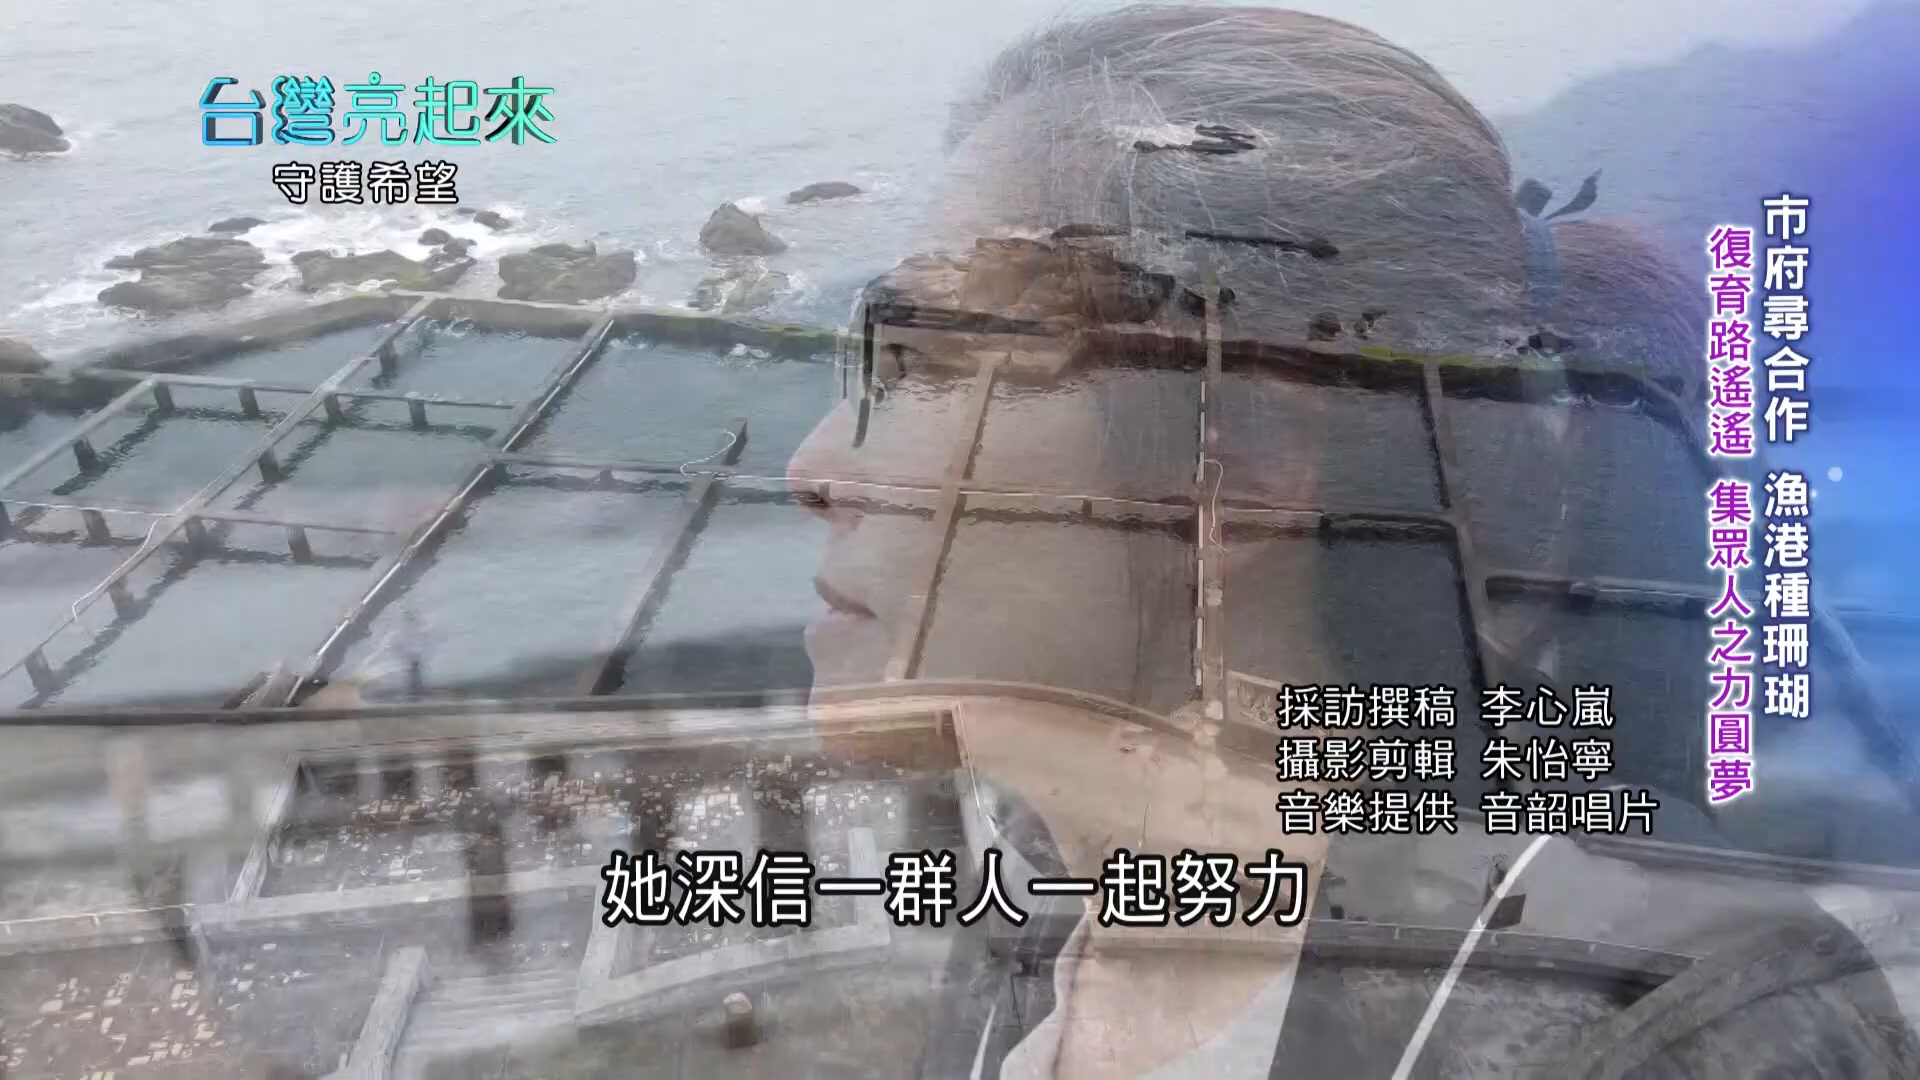 台灣亮起來
守護希望
市府尋合作 漁港種珊瑚
復育路遙遙 集眾人之力圓夢
採訪撰稿 李心嵐
攝影剪輯 朱怡寧
音樂提供 音韶唱片
她深信一群人一起努力